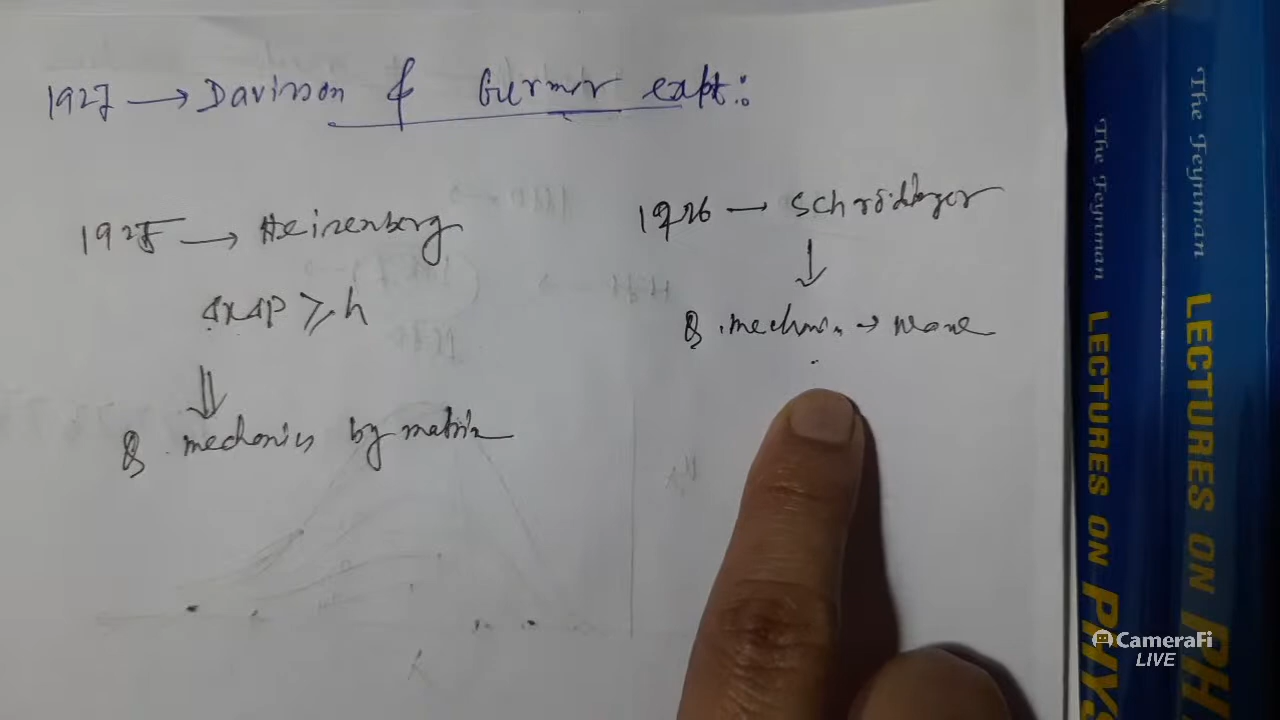 1927 → Davisson & Germer expt:
1925 → Heisenberg
ΔxΔP ≥ h
⇓
Q. mechanics by matrix
1926 → Schrödinger
↓
Q. mechanics → wave
The Feynman LECTURES ON PHYS
The Feynman LECTURES ON PH
CameraFi
LIVE